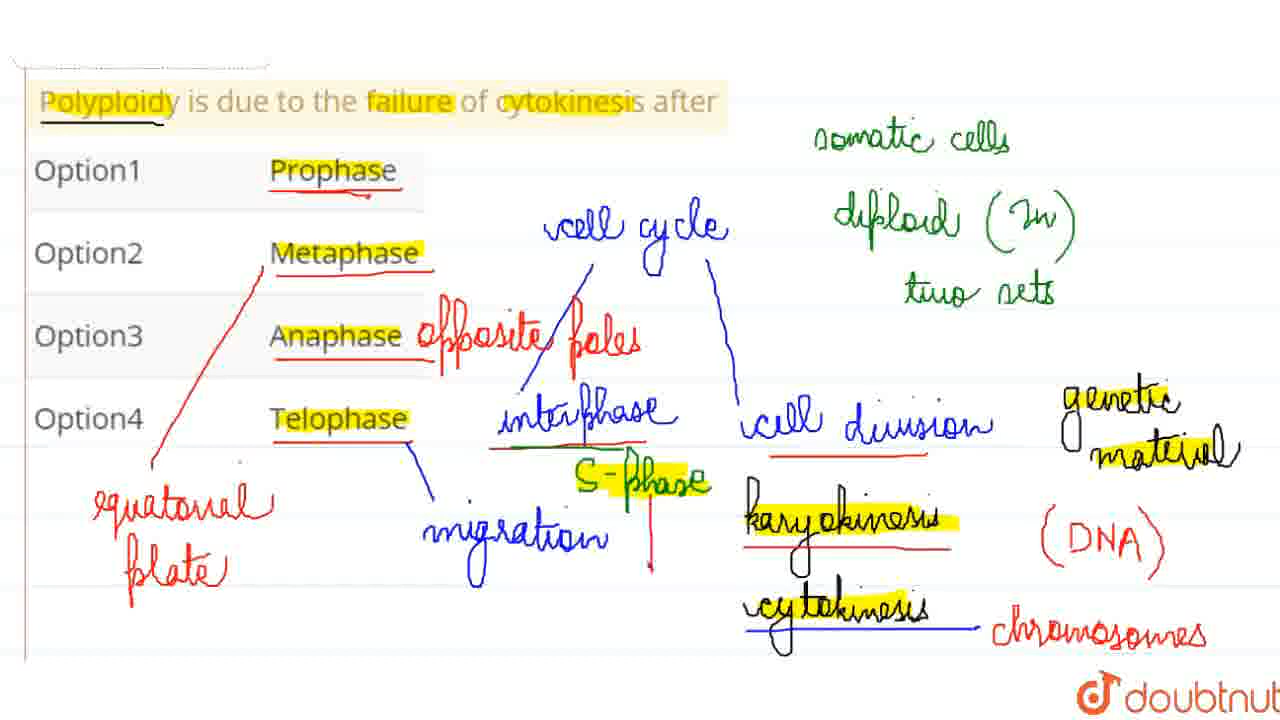 Polyploidy is due to the failure of cytokinesis after
Option1 Prophase
Option2 Metaphase
Option3 Anaphase
Option4 Telophase
somatic cells
diploid (2n)
two sets
cell cycle
opposite poles
interphase
S-phase
cell division
karyokinesis
cytokinesis
genetic
material
(DNA)
chromosomes
equatorial
plate
migration
doubtnut